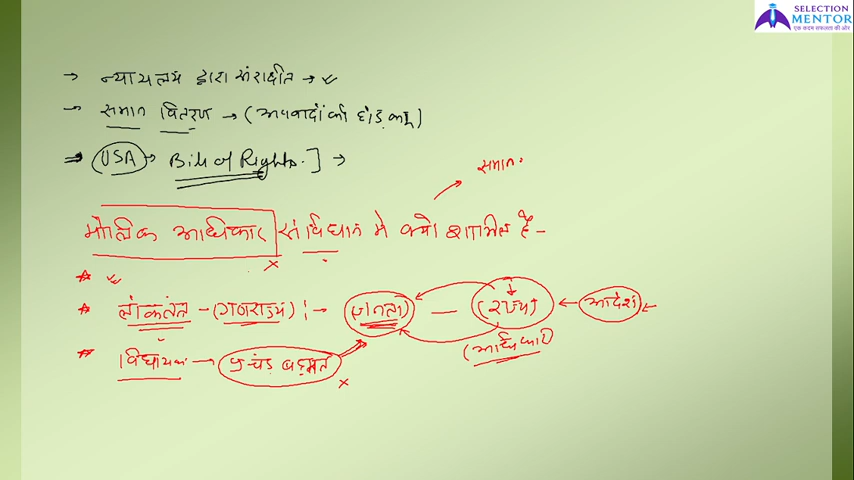 SELECTION
MENTOR
एक कदम सफलता की ओर
→ न्यायालय द्वारा संरक्षित →
→ समान वितरण → (अपवादों को छोड़कर)
→ USA → Bill of Rights. ] →
समान
मौलिक अधिकार संविधान मे क्यो शामिल है -
लोकतंत्र - (गणराज्य) :→ (जनता) — (राज्य) ← आदेश ←
(अधिकार)
विधायक → प्रचंड बहुमत